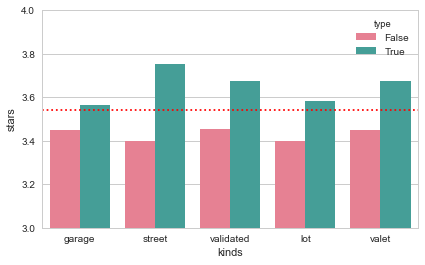 4.0
3.8
3.6
3.4
3.2
3.0
stars
type
False
True
garage street validated lot valet
kinds